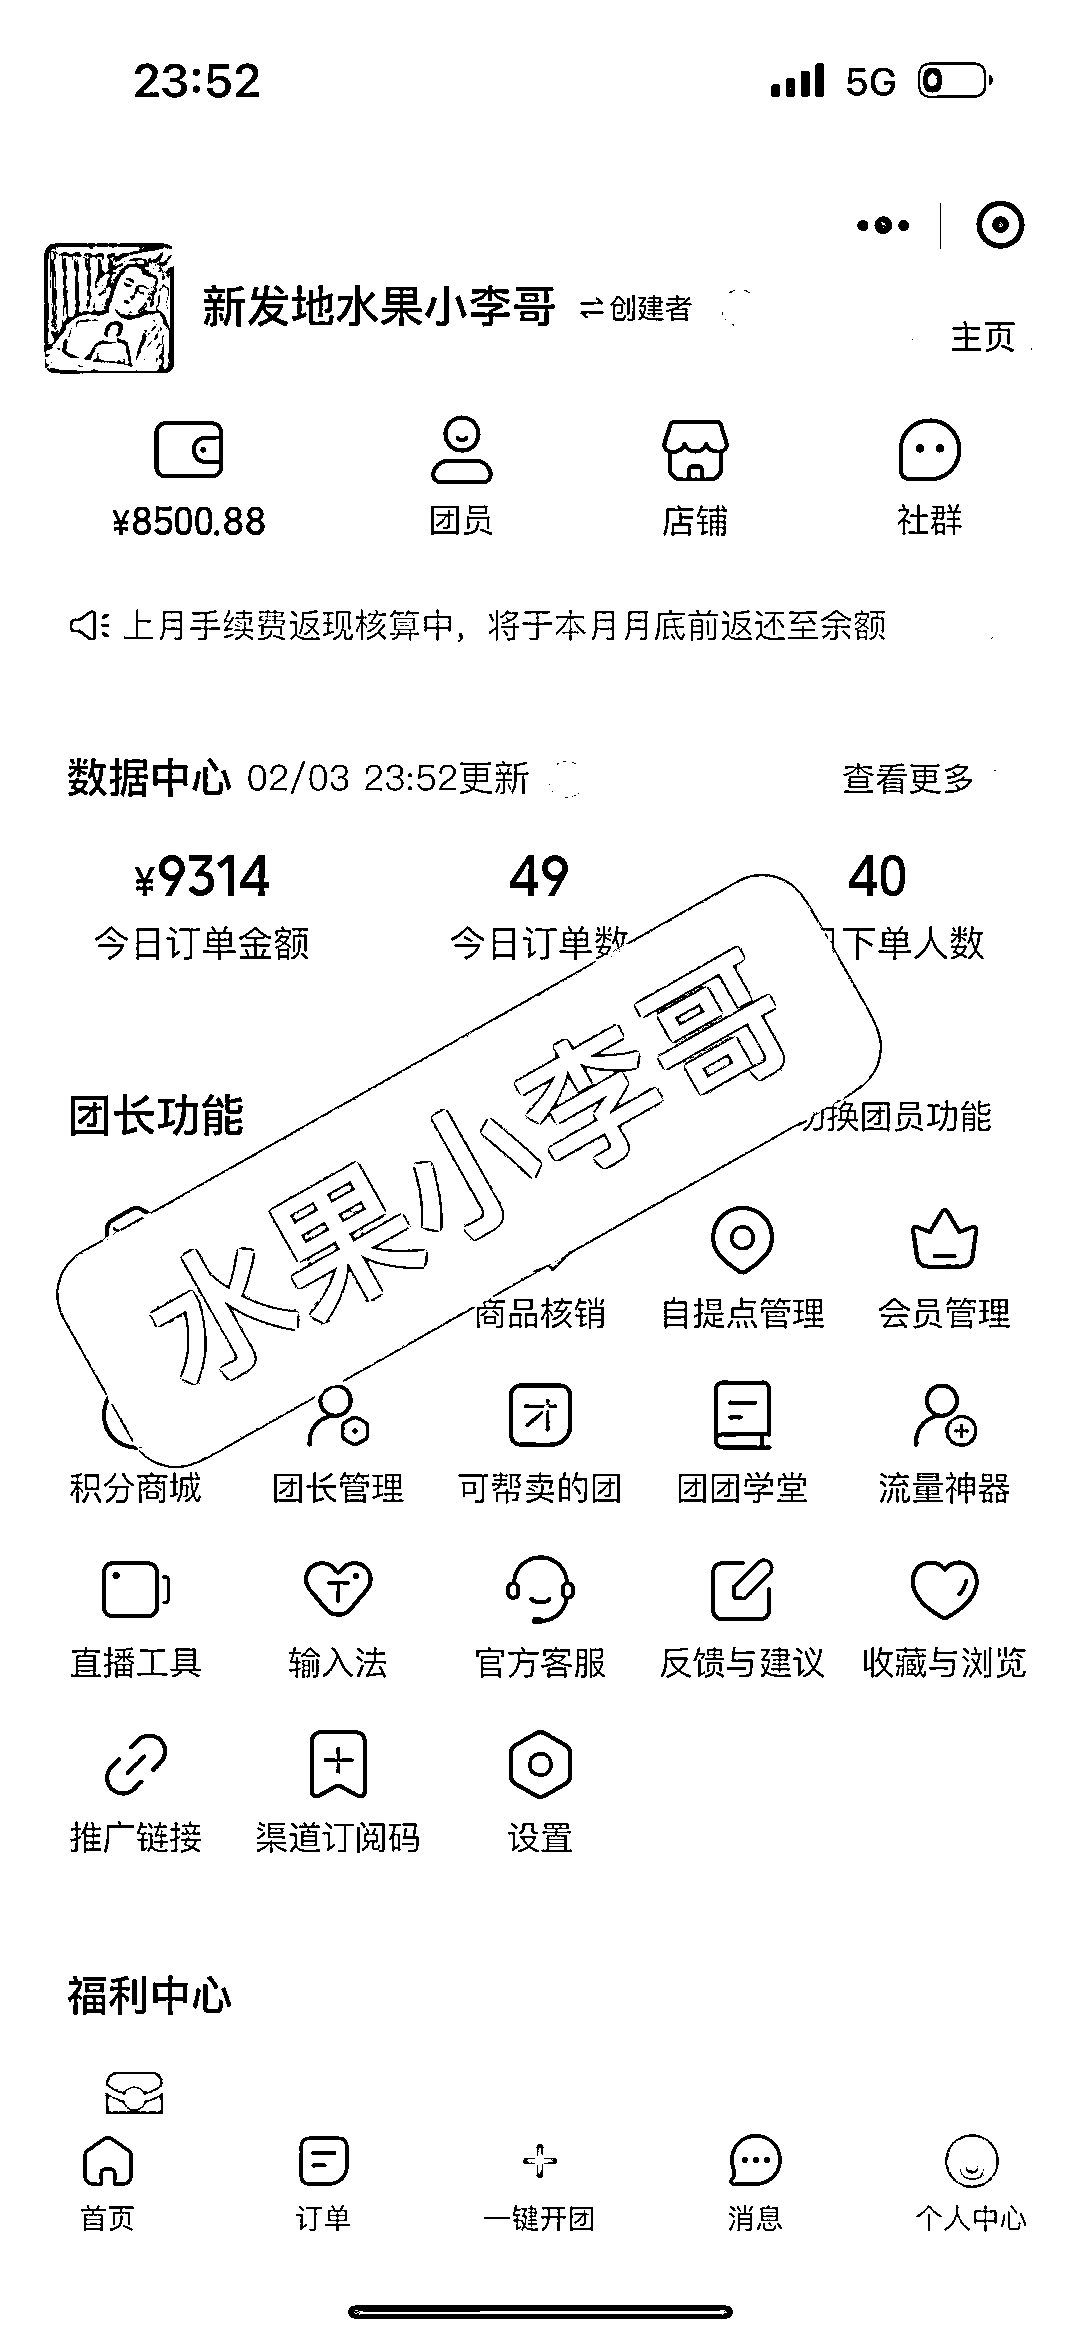 23:52 5G
新发地水果小李哥 ⇌创建者
主页
¥8500.88 团员 店铺 社群
上月手续费返现核算中，将于本月月底前返还至余额
数据中心 02/03 23:52更新 查看更多
¥9314 49 40
今日订单金额 今日订单数 下单人数
团长功能 切换团员功能
水果小李哥
商品核销 自提点管理 会员管理
积分商城 团长管理 可帮卖的团 团团学堂 流量神器
直播工具 输入法 官方客服 反馈与建议 收藏与浏览
推广链接 渠道订阅码 设置
福利中心
首页 订单 一键开团 消息 个人中心